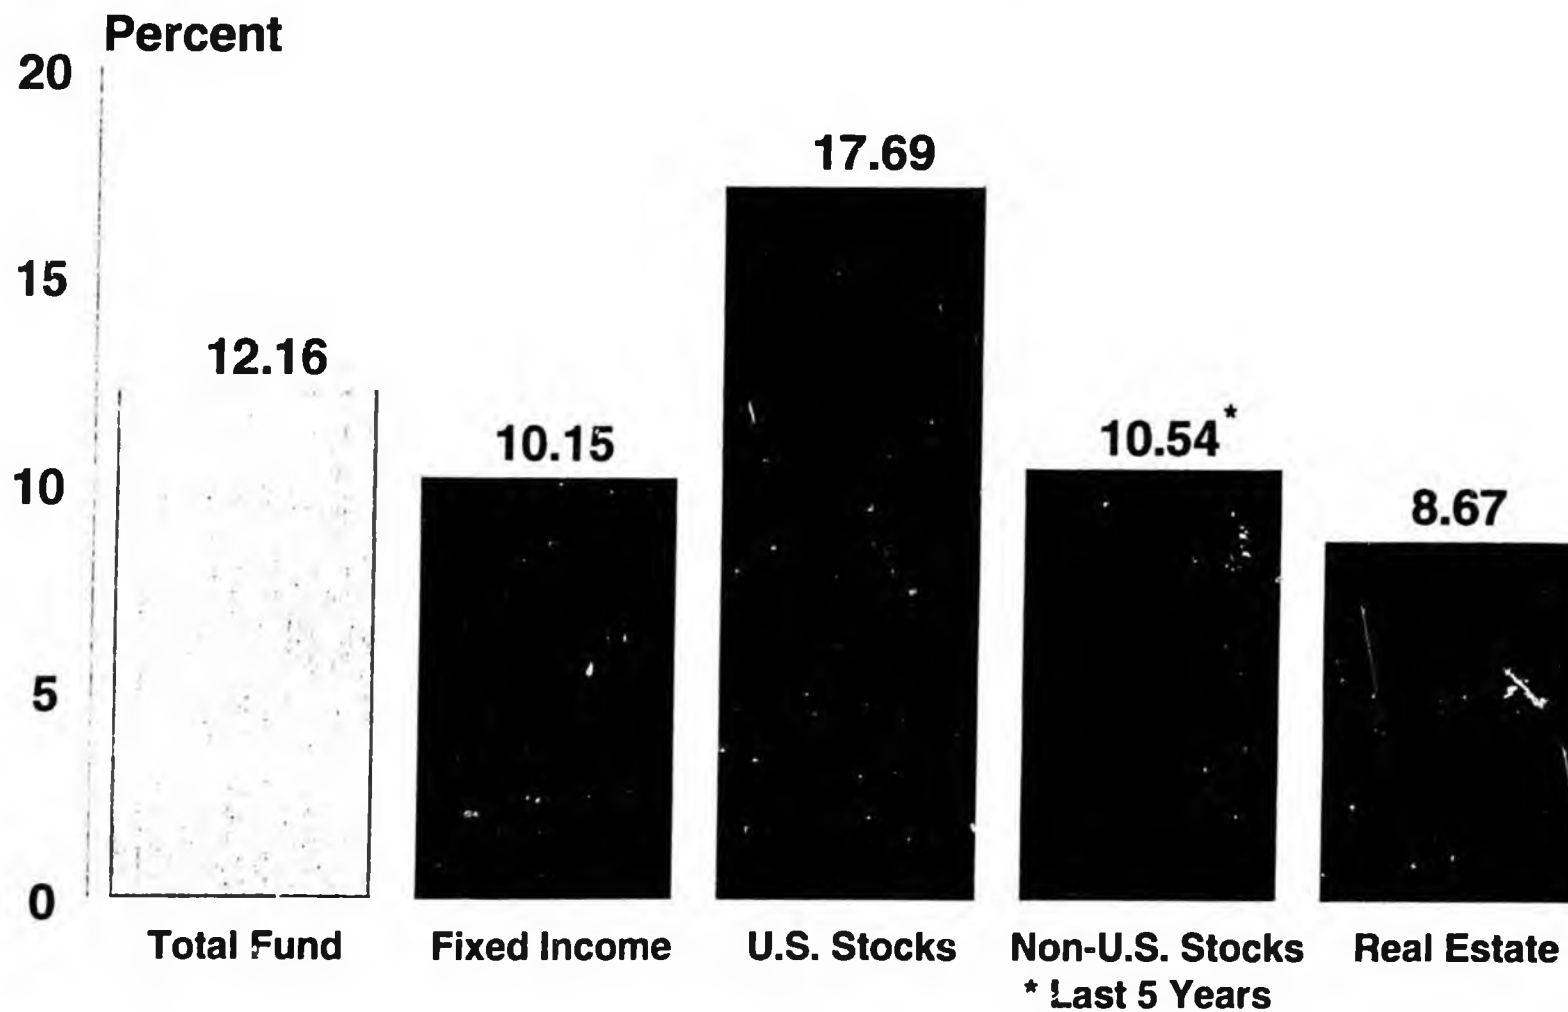 Percent
20
15
10
5
0
12.16
10.15
17.69
10.54*
8.67
Total Fund
Fixed Income
U.S. Stocks
Non-U.S. Stocks
* Last 5 Years
Real Estate